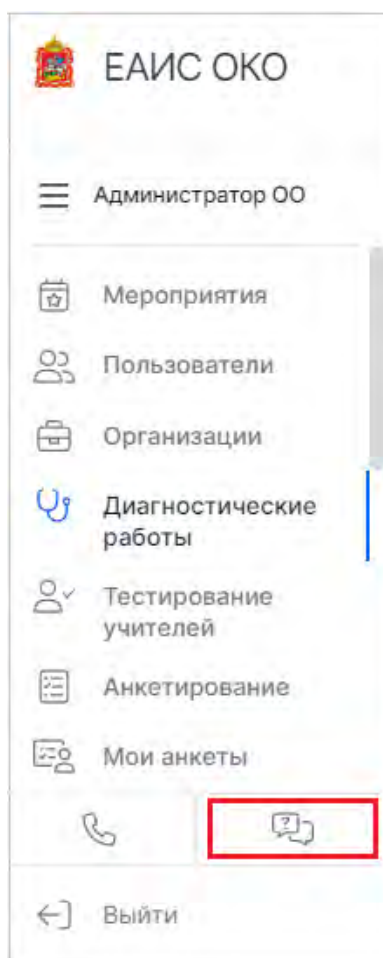 ЕАИС ОКО
Администратор ОО
Мероприятия
Пользователи
Организации
Диагностические
работы
Тестирование
учителей
Анкетирование
Мои анкеты
Выйти